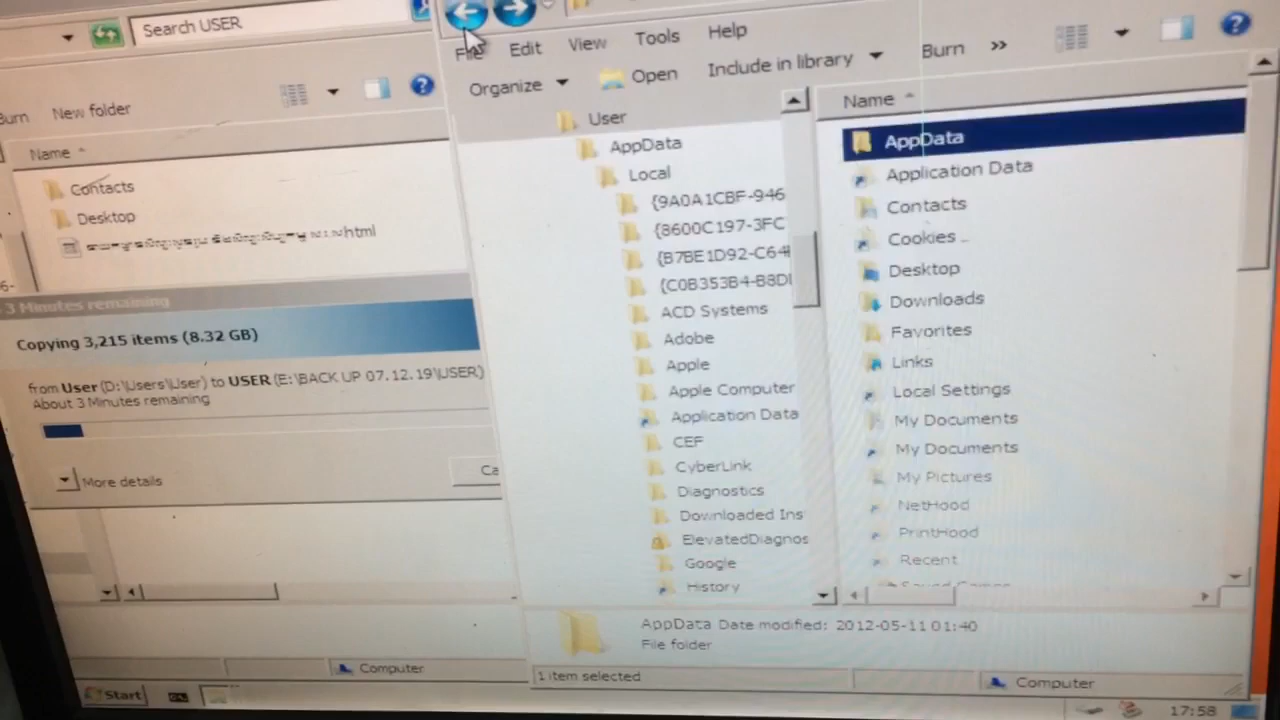 Search USER
Burn
New folder
Name
Contacts
Desktop
html
3 Minutes remaining
Copying 3,215 items (8.32 GB)
from User (D:\Users\User) to USER (E:\BACK UP 07.12.19\USER)
About 3 Minutes remaining
Ca
More details
Computer
Start
File
Edit
View
Tools
Help
Organize
Open
Include in library
Burn
»
User
AppData
Local
{9A0A1CBF-946
{8600C197-3FC
{B7BE1D92-C64
{C0B353B4-B8D
ACD Systems
Adobe
Apple
Apple Computer
Application Data
CEF
CyberLink
Diagnostics
Downloaded Ins
ElevatedDiagnos
Google
History
Name
AppData
Application Data
Contacts
Cookies
Desktop
Downloads
Favorites
Links
Local Settings
My Documents
My Documents
My Pictures
NetHood
PrintHood
Recent
AppData Date modified: 2012-05-11 01:40
File folder
1 item selected
Computer
17:58